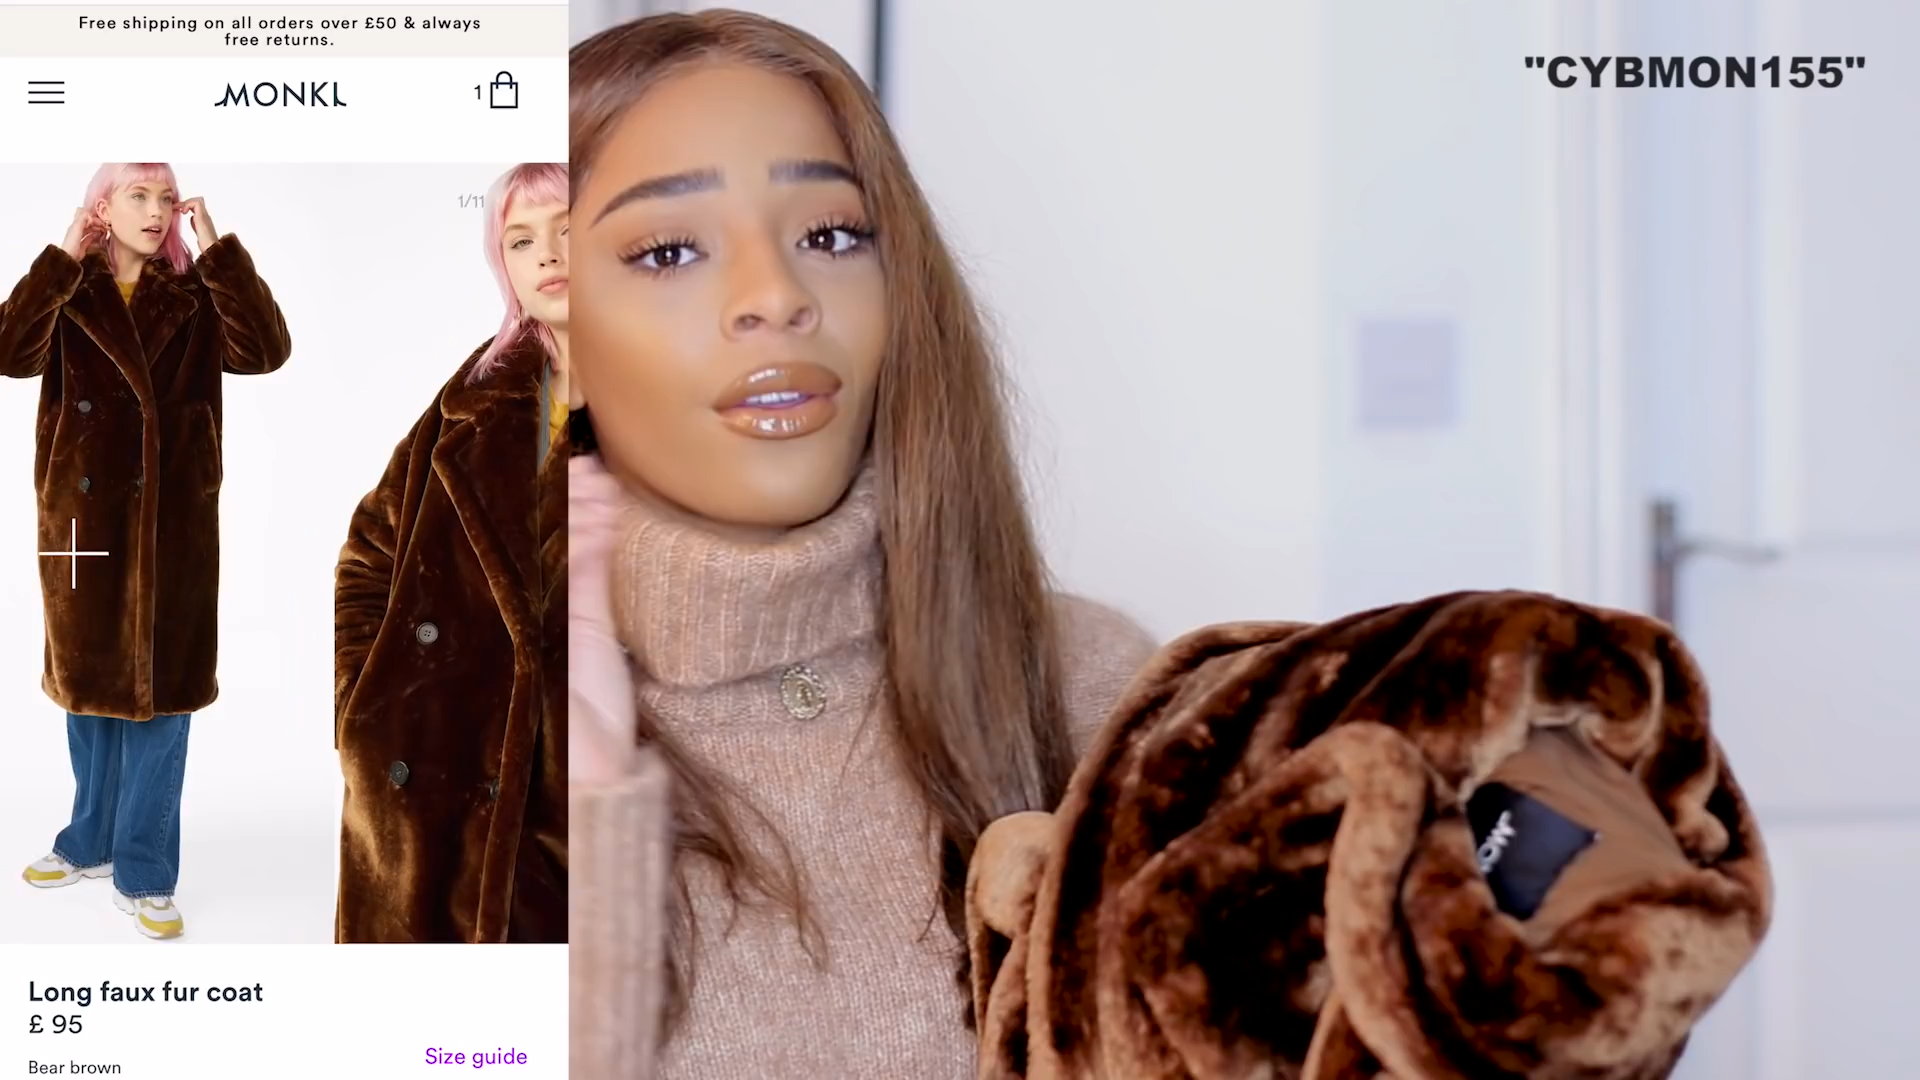 Free shipping on all orders over £50 & always
free returns.
MONKI
1
1/11
Long faux fur coat
£ 95
Bear brown
Size guide
"CYBMON155"